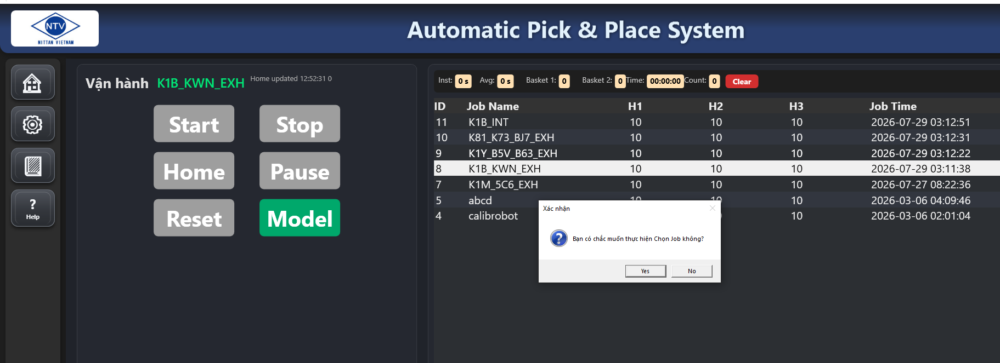 NTV
NITTAN VIETNAM
Automatic Pick & Place System
? Help
Vận hành K1B_KWN_EXH Home updated 12:52:31 0
Start Stop
Home Pause
Reset Model
Inst: 0 s Avg: 0 s Basket 1: 0 Basket 2: 0 Time: 00:00:00 Count: 0 Clear
ID Job Name H1 H2 H3 Job Time
11 K1B_INT 10 10 10 2026-07-29 03:12:51
10 K81_K73_BJ7_EXH 10 10 10 2026-07-29 03:12:31
9 K1Y_B5V_B63_EXH 10 10 10 2026-07-29 03:12:22
8 K1B_KWN_EXH 10 10 10 2026-07-29 03:11:38
7 K1M_5C6_EXH 10 10 10 2026-07-27 08:22:36
5 abcd 10 10 10 2026-03-06 04:09:46
4 calibrobot 10 2026-03-06 02:01:04
Xác nhận
Bạn có chắc muốn thực hiện Chọn Job không?
Yes No